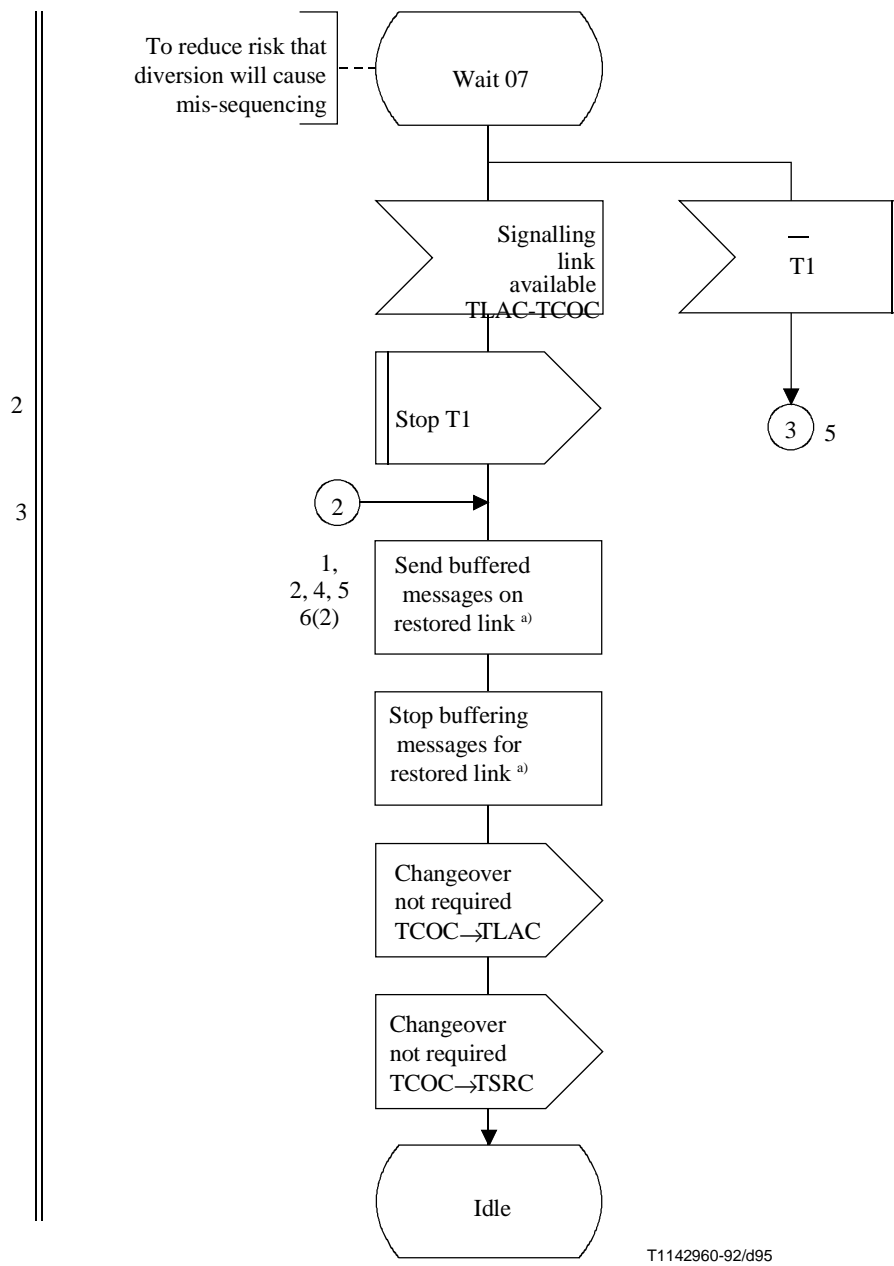 To reduce risk that
diversion will cause
mis-sequencing
Wait 07
Signalling
link
available
TLAC-TCOC
T1
Stop T1
2
3
5
3
2
1,
2, 4, 5
6(2)
Send buffered
messages on
restored link a)
Stop buffering
messages for
restored link a)
Changeover
not required
TCOC→TLAC
Changeover
not required
TCOC→TSRC
Idle
T1142960-92/d95